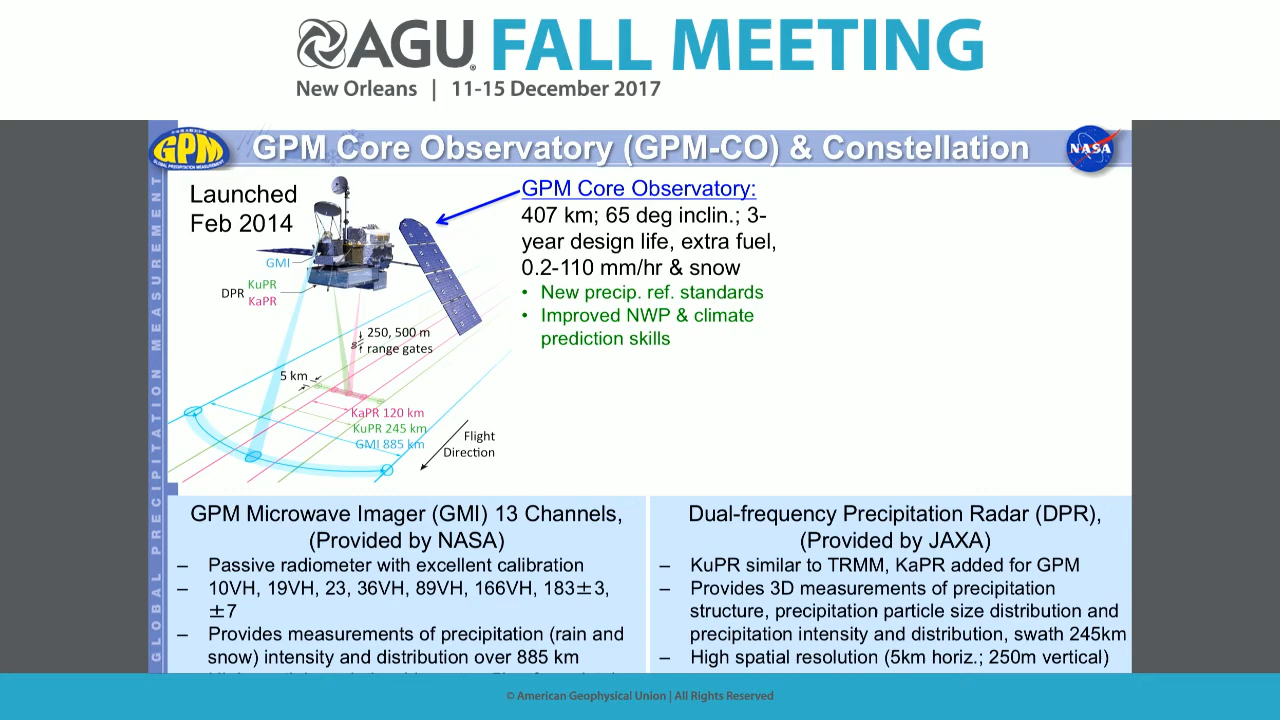 AGU FALL MEETING
New Orleans | 11-15 December 2017
GPM
GPM Core Observatory (GPM-CO) & Constellation
NASA
GLOBAL PRECIPITATION MEASUREMENT
Launched
Feb 2014
GMI
DPR KuPR
KaPR
250, 500 m
range gates
5 km
KaPR 120 km
KuPR 245 km
GMI 885 km
Flight
Direction
GPM Core Observatory:
407 km; 65 deg inclin.; 3-
year design life, extra fuel,
0.2-110 mm/hr & snow
• New precip. ref. standards
• Improved NWP & climate
prediction skills
GPM Microwave Imager (GMI) 13 Channels,
(Provided by NASA)
– Passive radiometer with excellent calibration
– 10VH, 19VH, 23, 36VH, 89VH, 166VH, 183±3,
±7
– Provides measurements of precipitation (rain and
snow) intensity and distribution over 885 km
Dual-frequency Precipitation Radar (DPR),
(Provided by JAXA)
– KuPR similar to TRMM, KaPR added for GPM
– Provides 3D measurements of precipitation
structure, precipitation particle size distribution and
precipitation intensity and distribution, swath 245km
– High spatial resolution (5km horiz.; 250m vertical)
© American Geophysical Union | All Rights Reserved